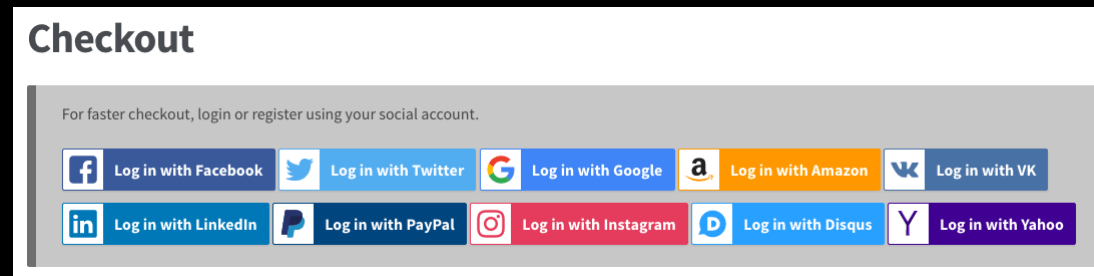 Checkout
For faster checkout, login or register using your social account.
Log in with Facebook Log in with Twitter Log in with Google a Log in with Amazon Log in with VK
in Log in with LinkedIn Log in with PayPal Log in with Instagram Log in with Disqus Y Log in with Yahoo